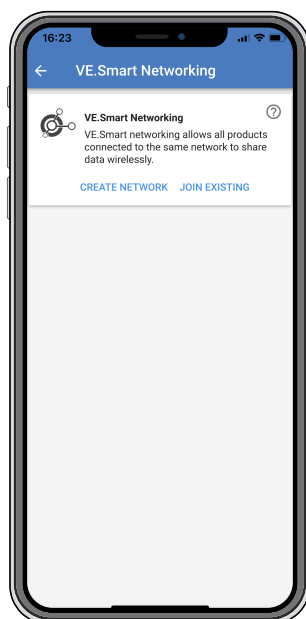 16:23
VE.Smart Networking
VE.Smart Networking
VE.Smart networking allows all products
connected to the same network to share
data wirelessly.
CREATE NETWORK JOIN EXISTING